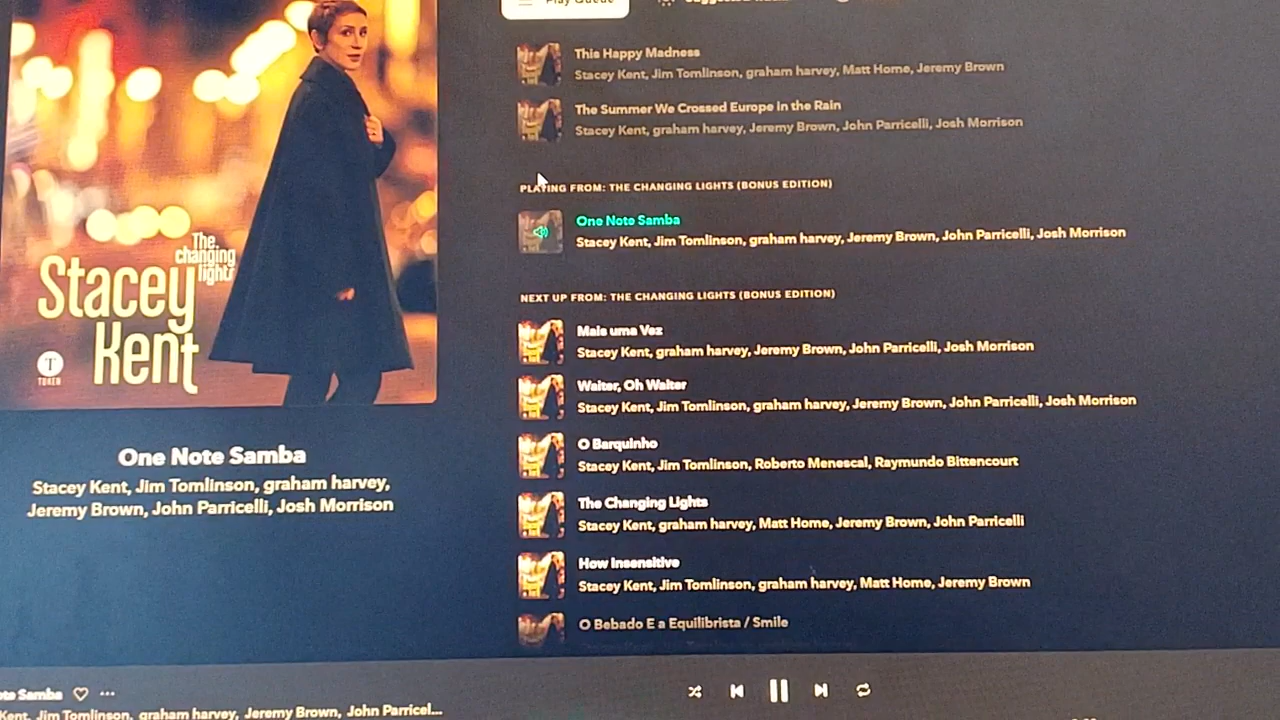 The
changing
lights
Stacey
Kent
T
TOKEN
One Note Samba
Stacey Kent, Jim Tomlinson, graham harvey,
Jeremy Brown, John Parricelli, Josh Morrison
Play Queue
This Happy Madness
Stacey Kent, Jim Tomlinson, graham harvey, Matt Home, Jeremy Brown
The Summer We Crossed Europe in the Rain
Stacey Kent, graham harvey, Jeremy Brown, John Parricelli, Josh Morrison
PLAYING FROM: THE CHANGING LIGHTS (BONUS EDITION)
One Note Samba
Stacey Kent, Jim Tomlinson, graham harvey, Jeremy Brown, John Parricelli, Josh Morrison
NEXT UP FROM: THE CHANGING LIGHTS (BONUS EDITION)
Mais uma Vez
Stacey Kent, graham harvey, Jeremy Brown, John Parricelli, Josh Morrison
Waiter, Oh Waiter
Stacey Kent, Jim Tomlinson, graham harvey, Jeremy Brown, John Parricelli, Josh Morrison
O Barquinho
Stacey Kent, Jim Tomlinson, Roberto Menescal, Raymundo Bittencourt
The Changing Lights
Stacey Kent, graham harvey, Matt Home, Jeremy Brown, John Parricelli
How Insensitive
Stacey Kent, Jim Tomlinson, graham harvey, Matt Home, Jeremy Brown
O Bebado E a Equilibrista / Smile
Samba
Kent, Jim Tomlinson, graham harvey, Jeremy Brown, John Parricel...